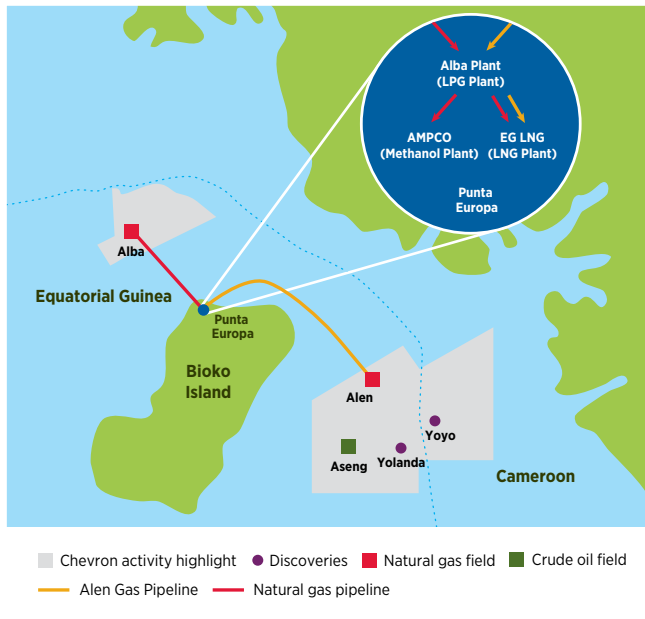 Alba Plant
(LPG Plant)
AMPCO
(Methanol Plant)
EG LNG
(LNG Plant)
Punta
Europa
Alba
Equatorial Guinea
Punta
Europa
Bioko
Island
Alen
Yoyo
Aseng
Yolanda
Cameroon
Chevron activity highlight
Discoveries
Natural gas field
Crude oil field
Alen Gas Pipeline
Natural gas pipeline